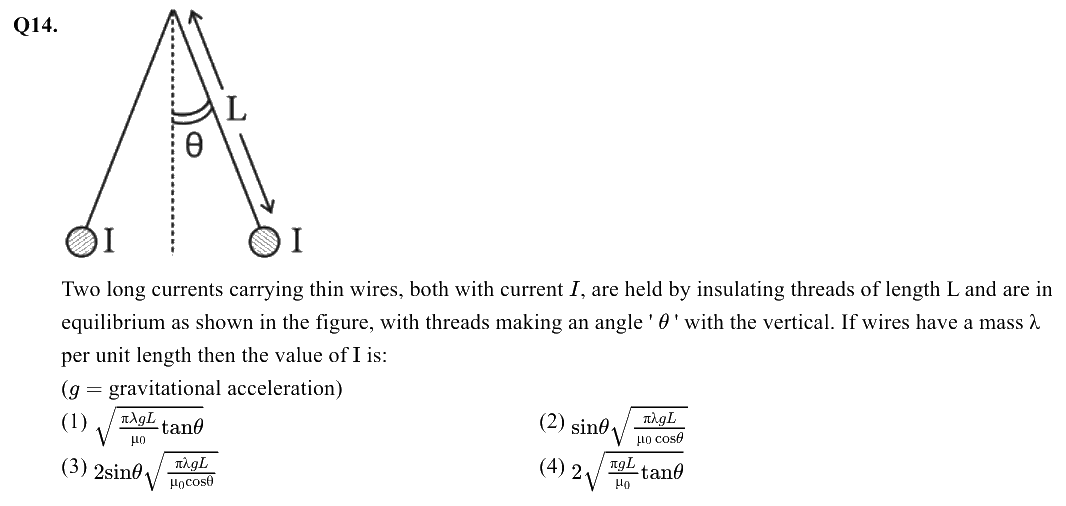 Q14.
L
θ
I I
Two long currents carrying thin wires, both with current I, are held by insulating threads of length L and are in
equilibrium as shown in the figure, with threads making an angle ' θ ' with the vertical. If wires have a mass λ
per unit length then the value of I is:
(g = gravitational acceleration)
(1) √(πλgL/μ₀ tanθ) (2) sinθ√(πλgL/μ₀ cosθ)
(3) 2sinθ√(πλgL/μ₀cosθ) (4) 2√(πgL/μ₀ tanθ)